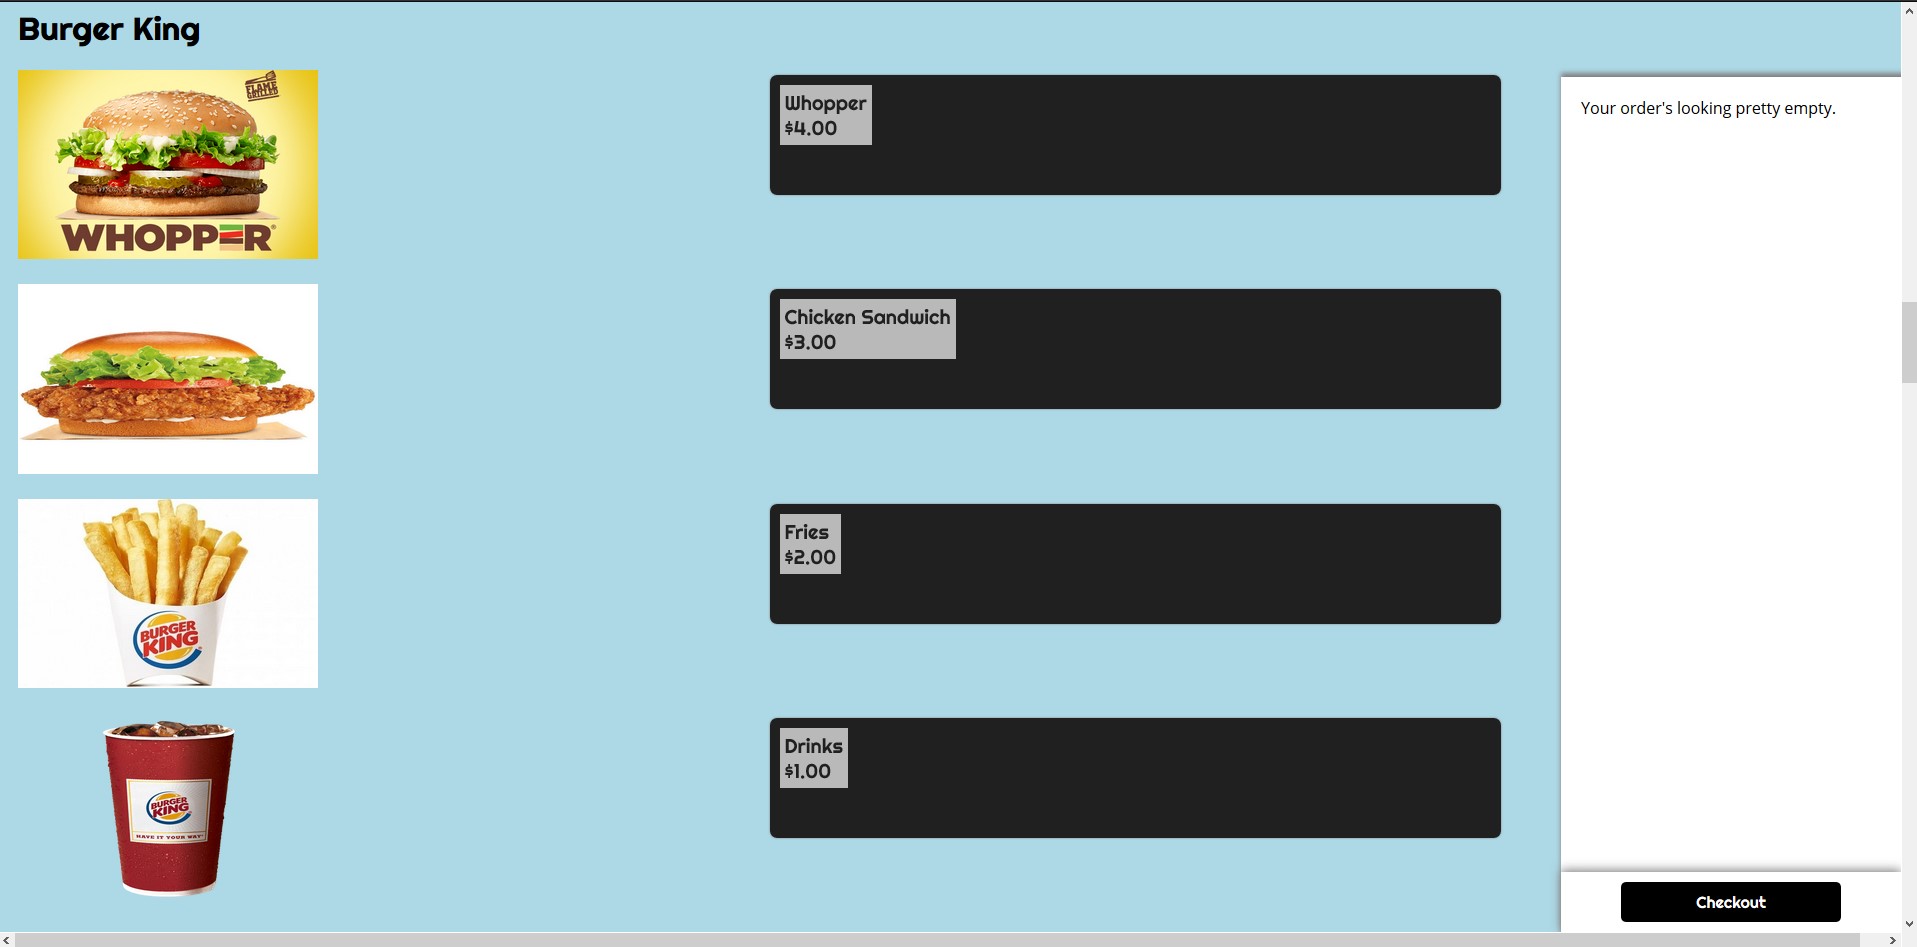 Burger King
FLAME
GRILLED
WHOPPER®
Whopper
$4.00
Your order's looking pretty empty.
Chicken Sandwich
$3.00
BURGER
KING
Fries
$2.00
BURGER
KING
HAVE IT YOUR WAY
Drinks
$1.00
Checkout